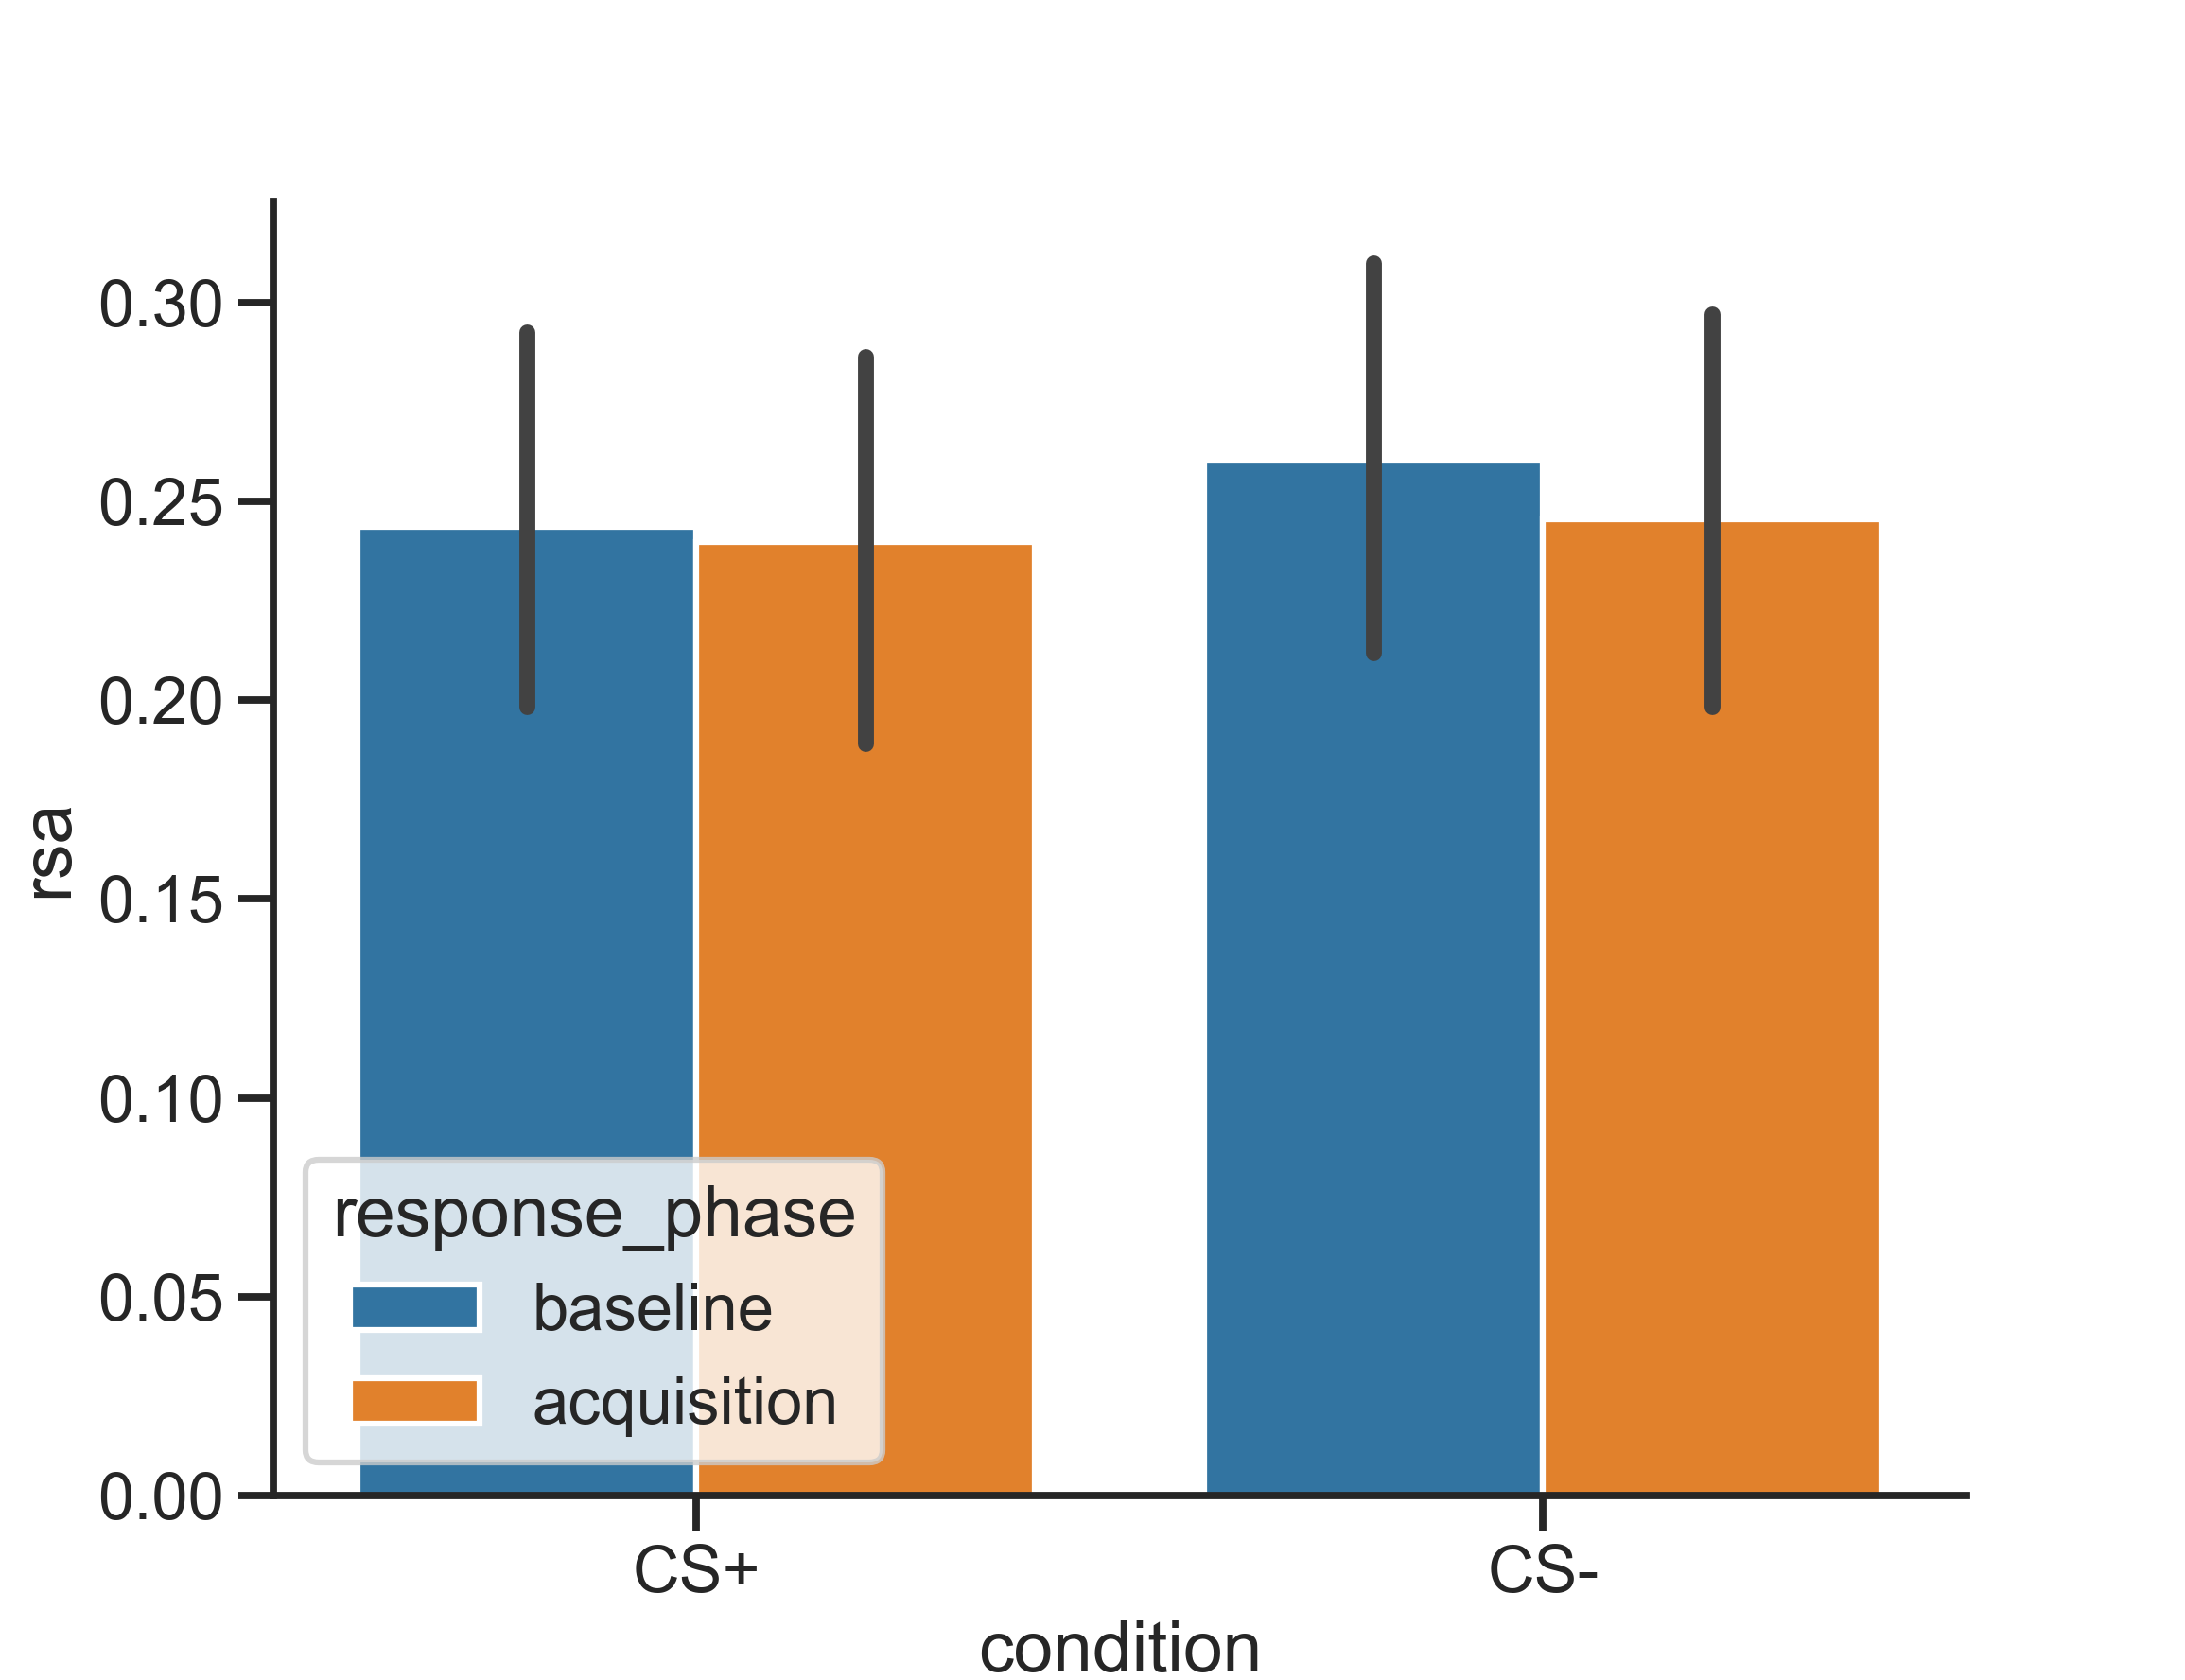 0.30
0.25
0.20
0.15
0.10
0.05
0.00
rsa
response_phase
baseline
acquisition
CS+ CS-
condition